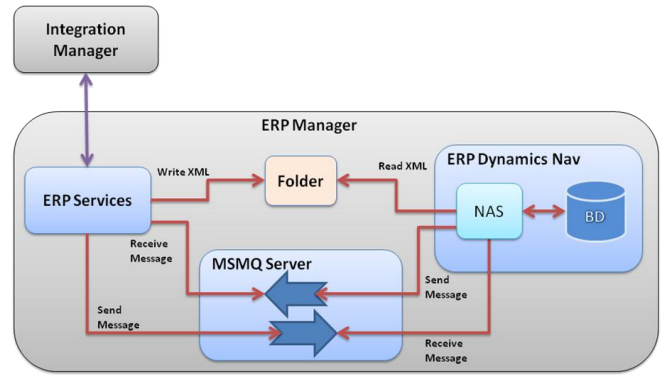 Integration
Manager
ERP Manager
ERP Dynamics Nav
Write XML
Folder
Read XML
ERP Services
NAS
BD
Receive
Message
MSMQ Server
Send
Message
Send
Message
Receive
Message